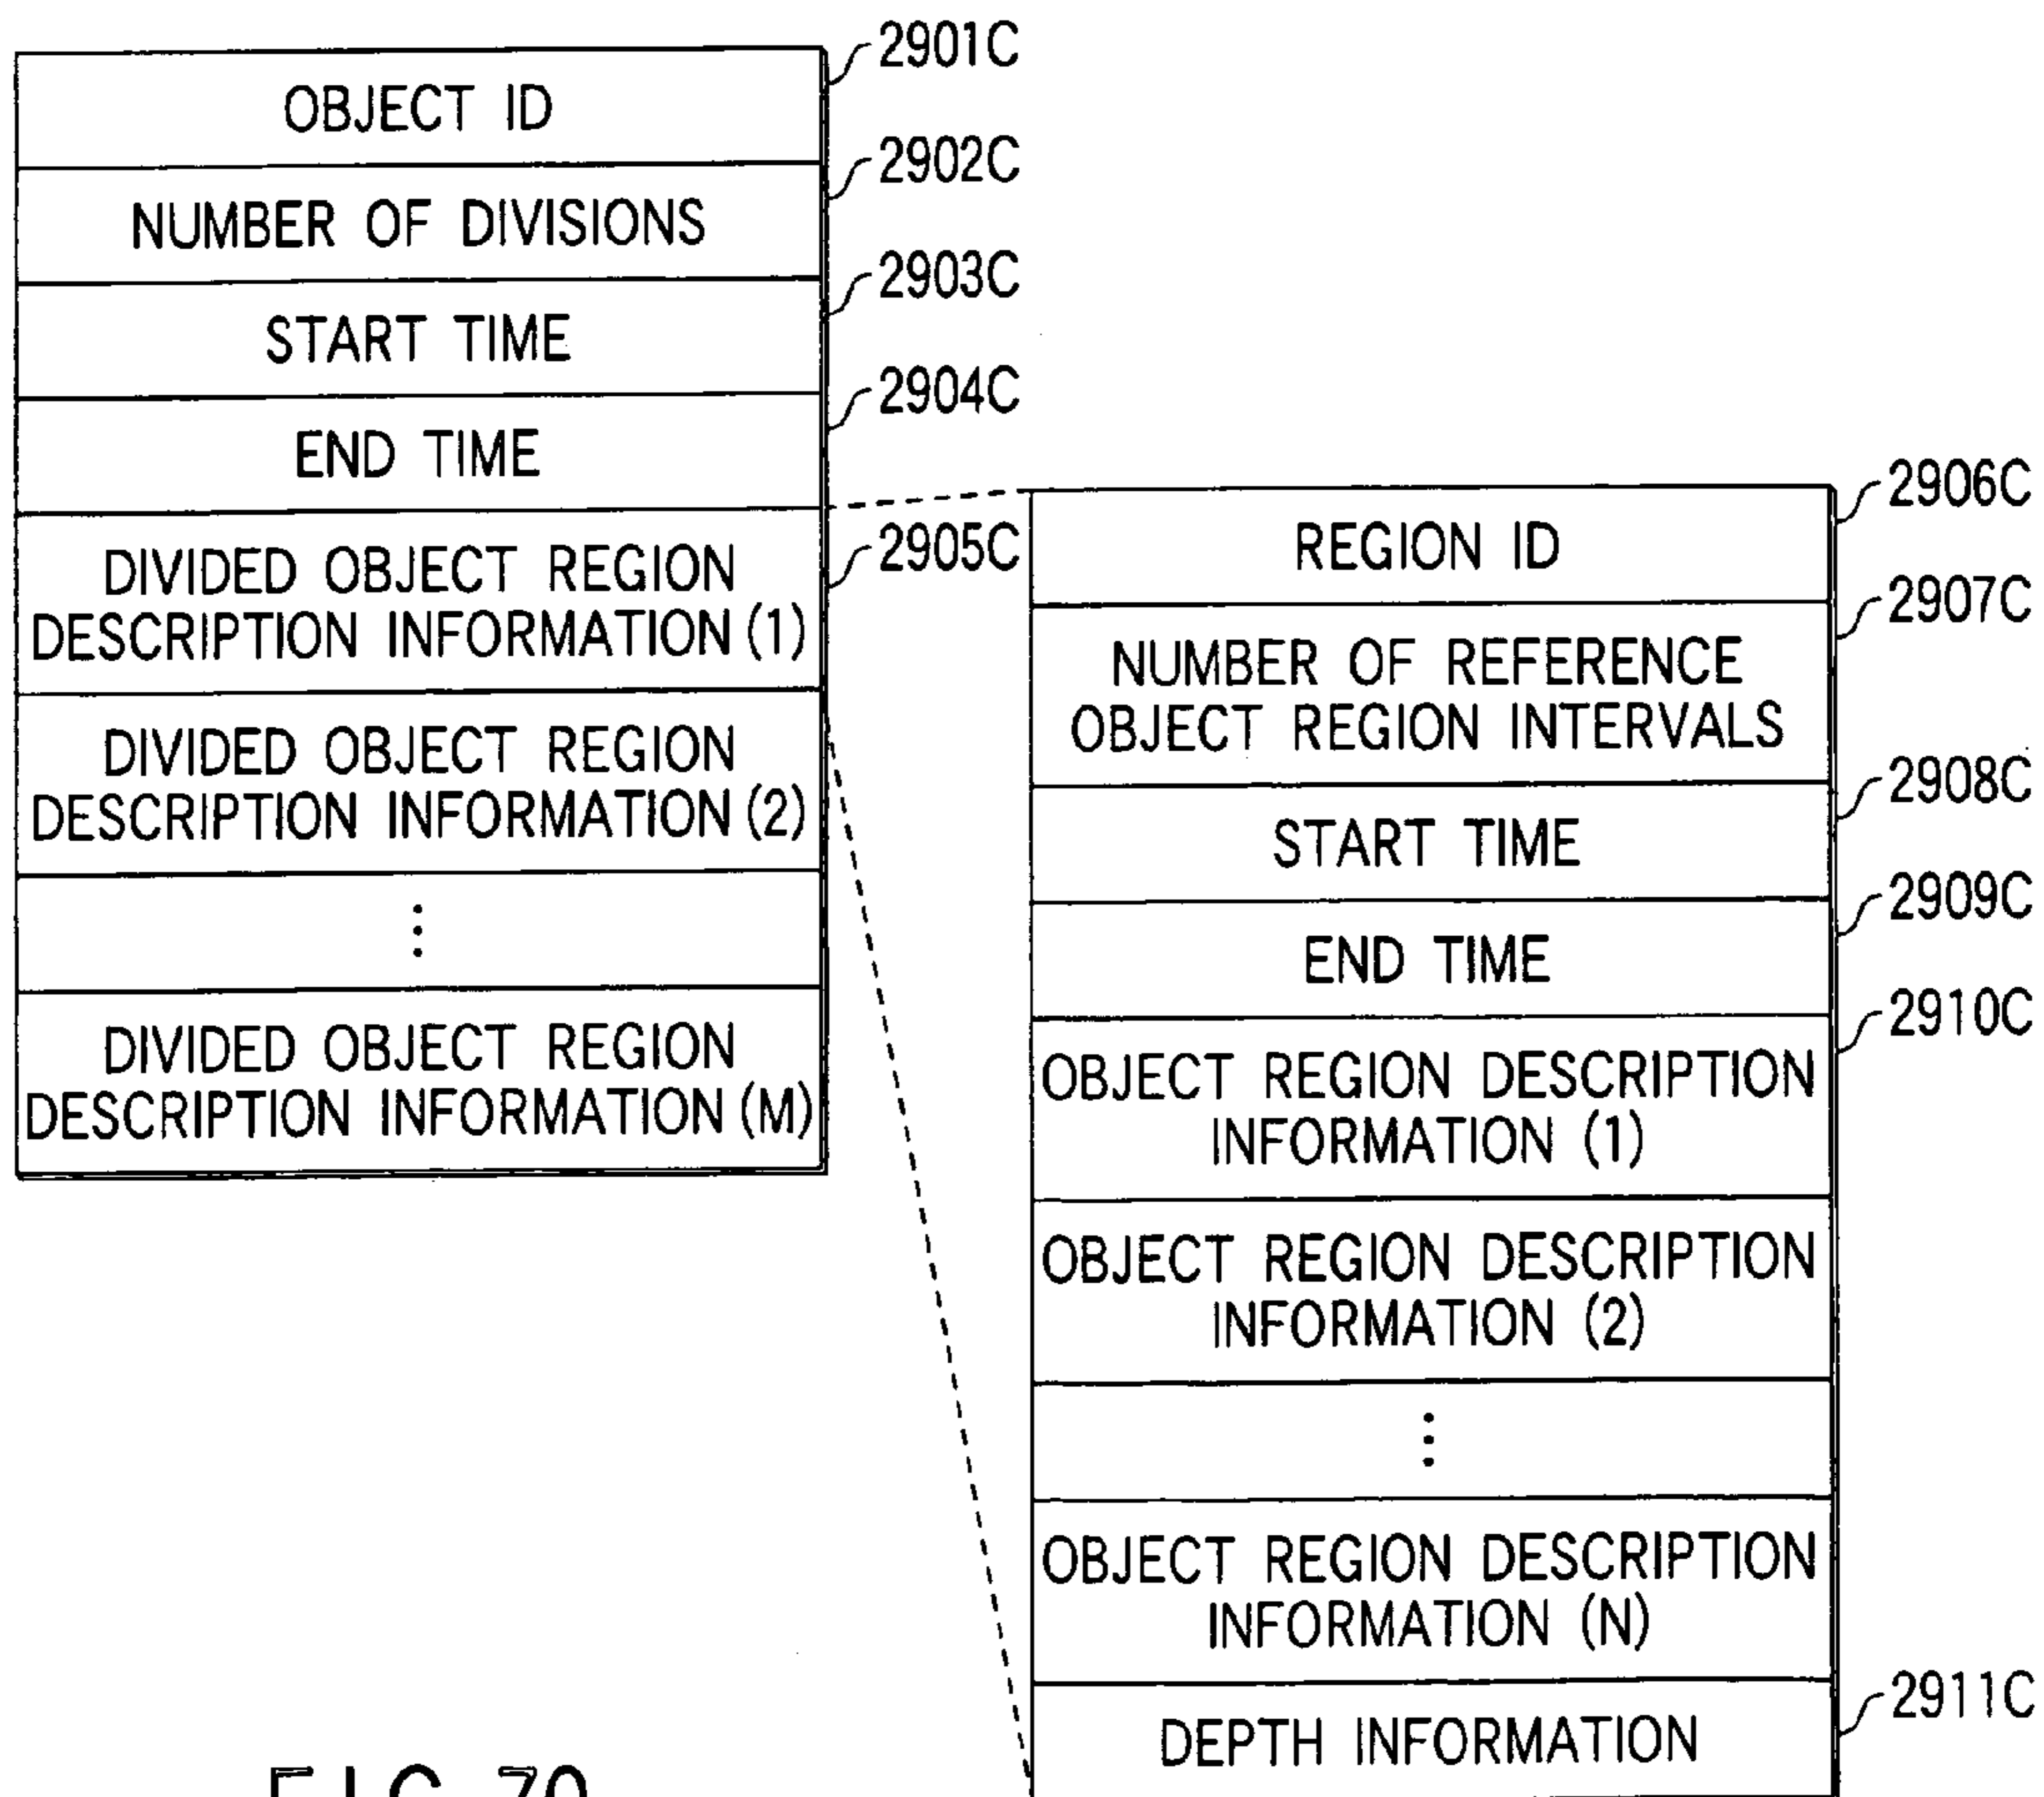 OBJECT ID
2901C
NUMBER OF DIVISIONS
2902C
START TIME
2903C
END TIME
2904C
DIVIDED OBJECT REGION
DESCRIPTION INFORMATION (1)
2905C
DIVIDED OBJECT REGION
DESCRIPTION INFORMATION (2)
⋮
DIVIDED OBJECT REGION
DESCRIPTION INFORMATION (M)
REGION ID
2906C
NUMBER OF REFERENCE
OBJECT REGION INTERVALS
2907C
START TIME
2908C
END TIME
2909C
OBJECT REGION DESCRIPTION
INFORMATION (1)
2910C
OBJECT REGION DESCRIPTION
INFORMATION (2)
⋮
OBJECT REGION DESCRIPTION
INFORMATION (N)
DEPTH INFORMATION
2911C